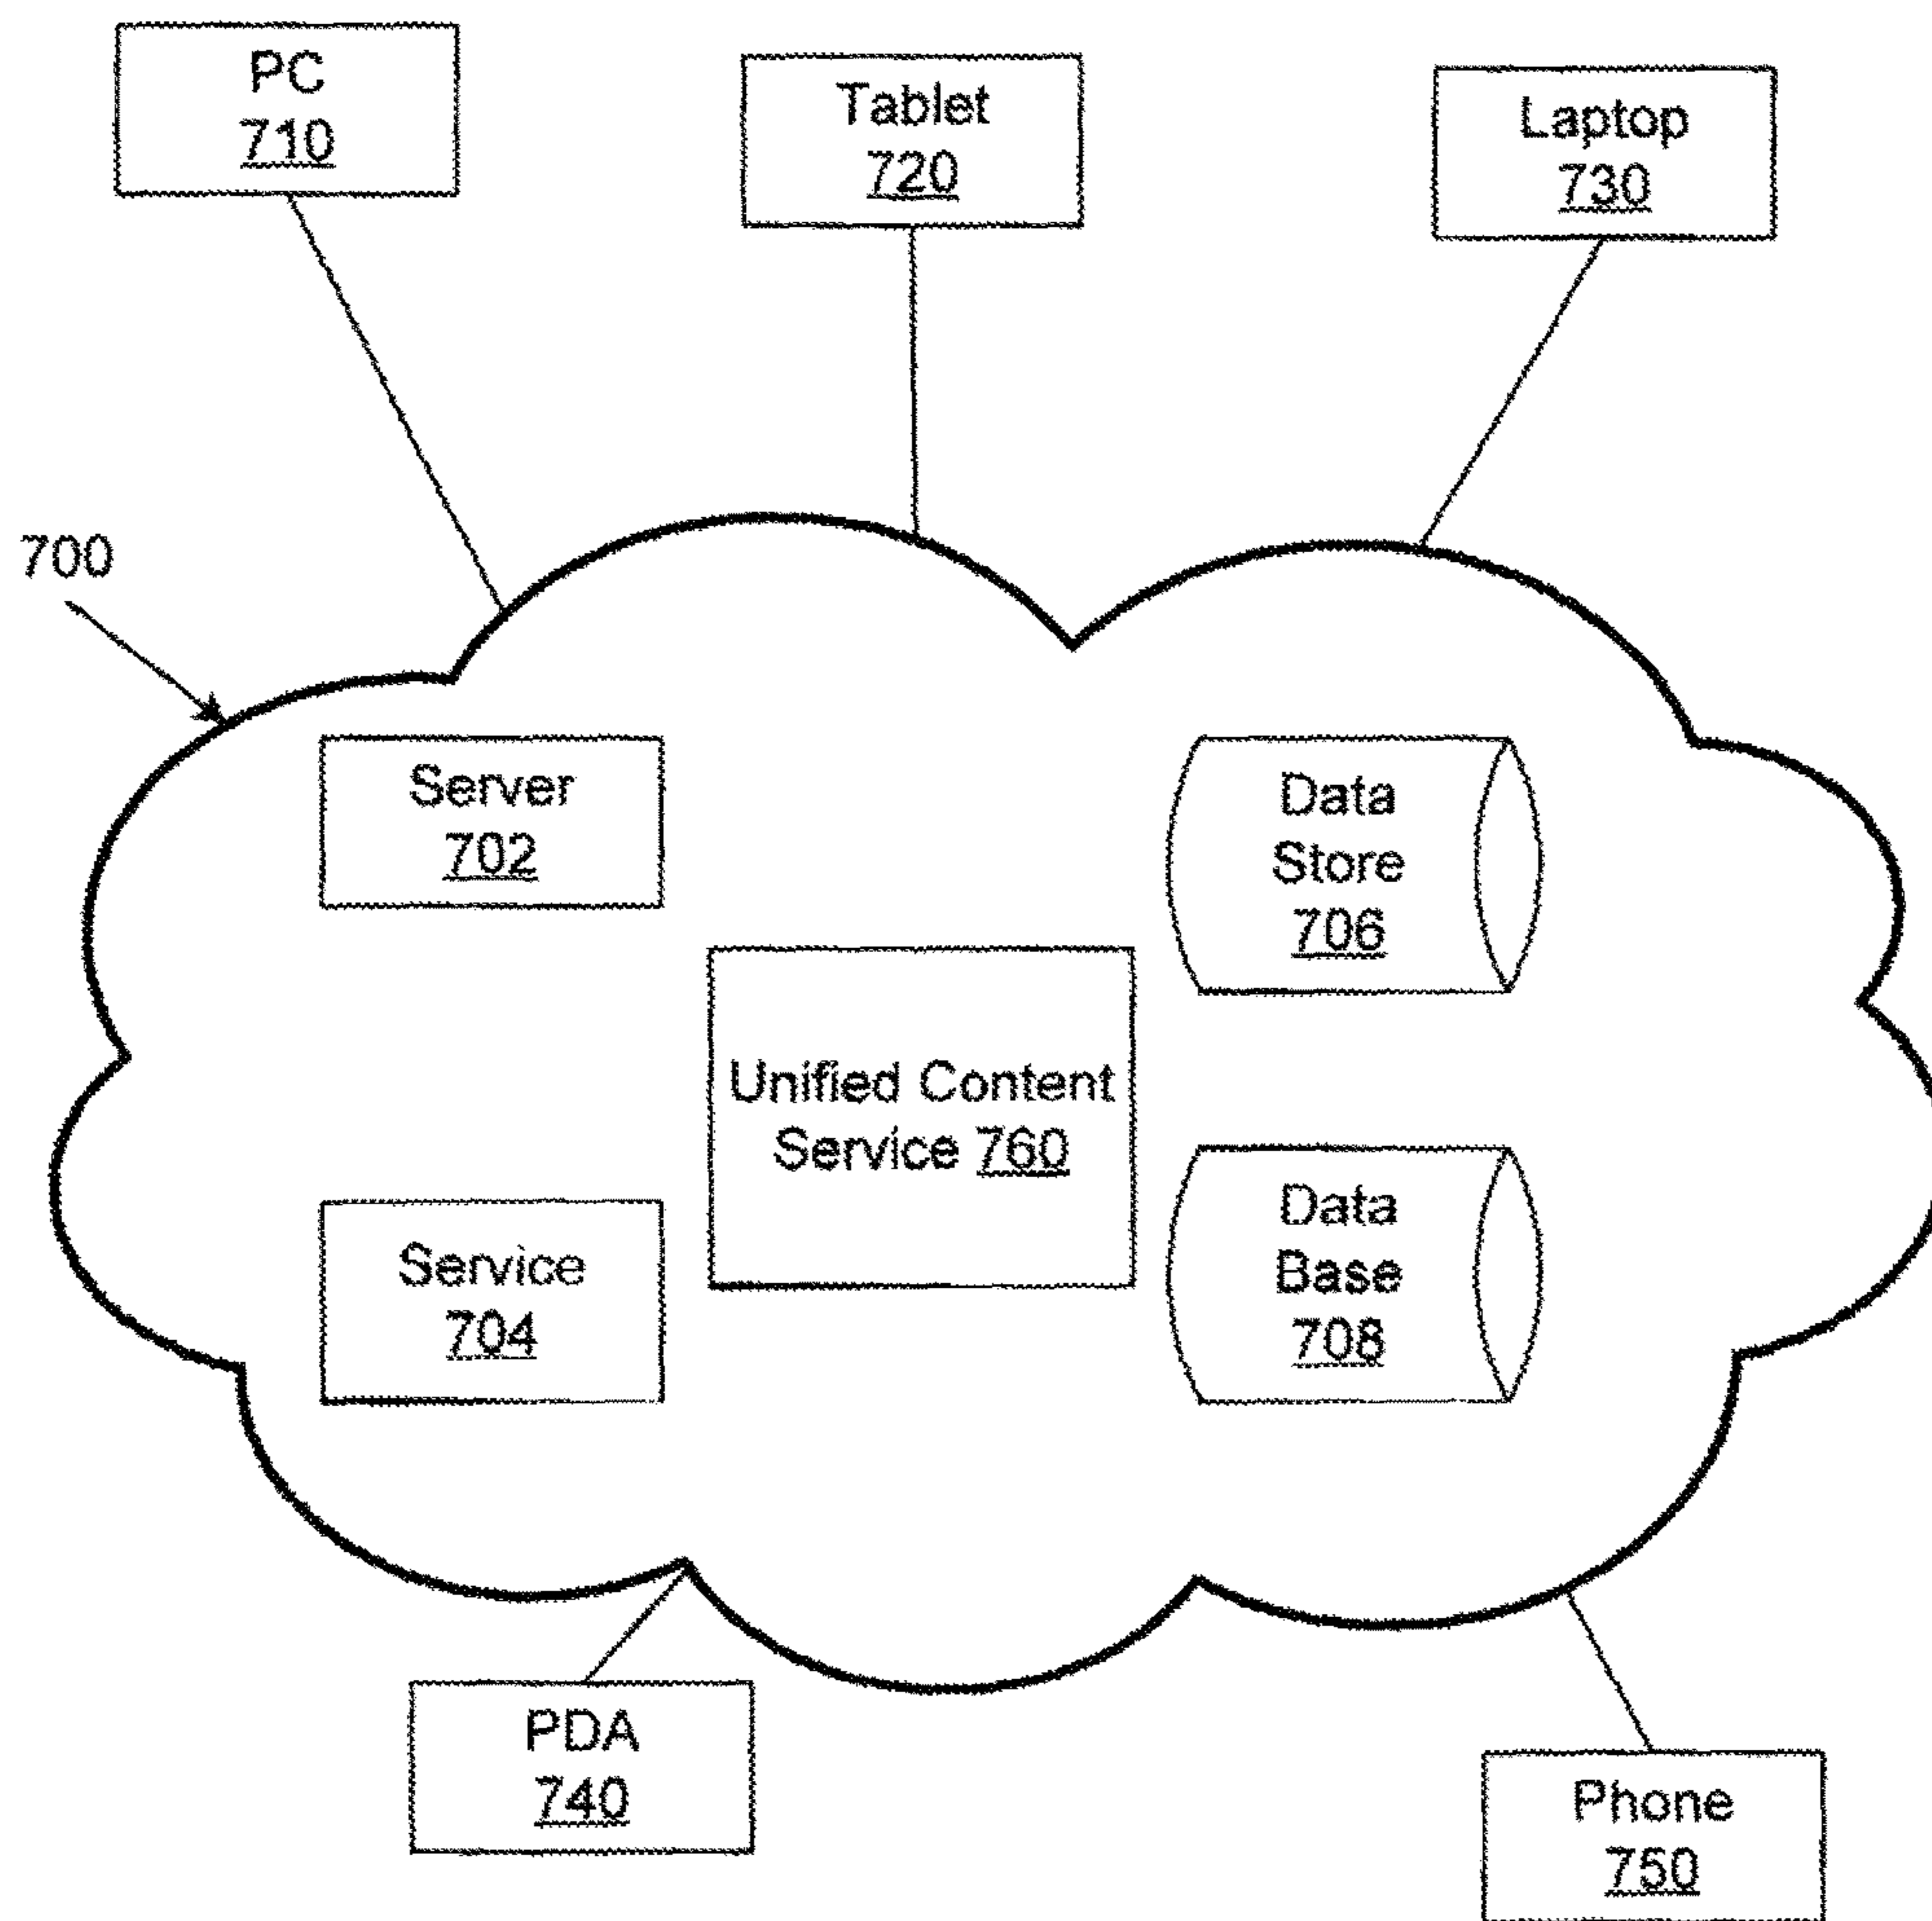 PC
710
Tablet
720
Laptop
730
700
Server
702
Data
Store
706
Unified Content
Service 760
Service
704
Data
Base
708
PDA
740
Phone
750